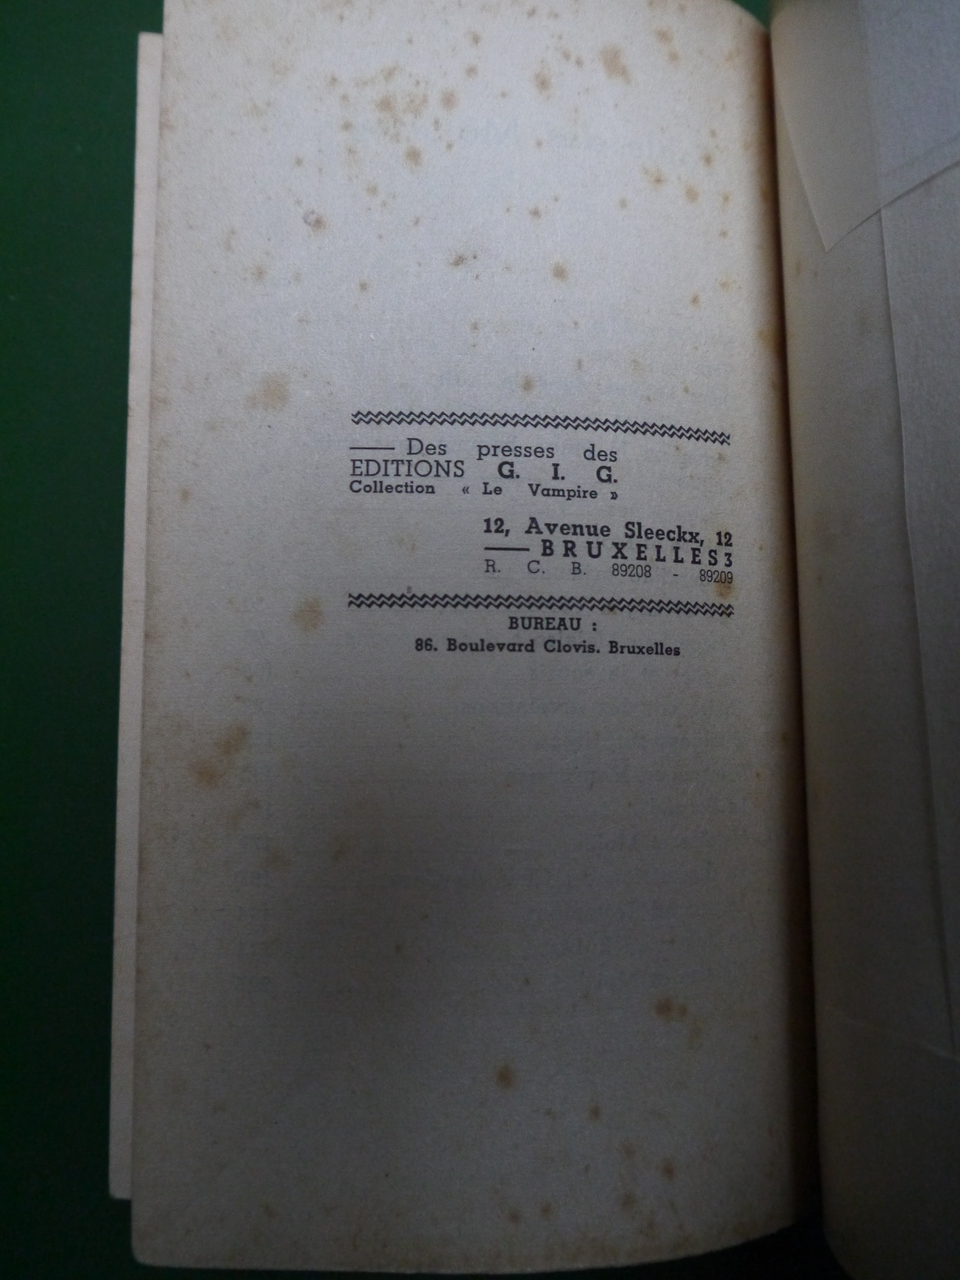 Des presses des
EDITIONS G. I. G.
Collection « Le Vampire »
12, Avenue Sleeckx, 12
BRUXELLES 3
R. C. B. 89208 - 89209
BUREAU :
86. Boulevard Clovis. Bruxelles